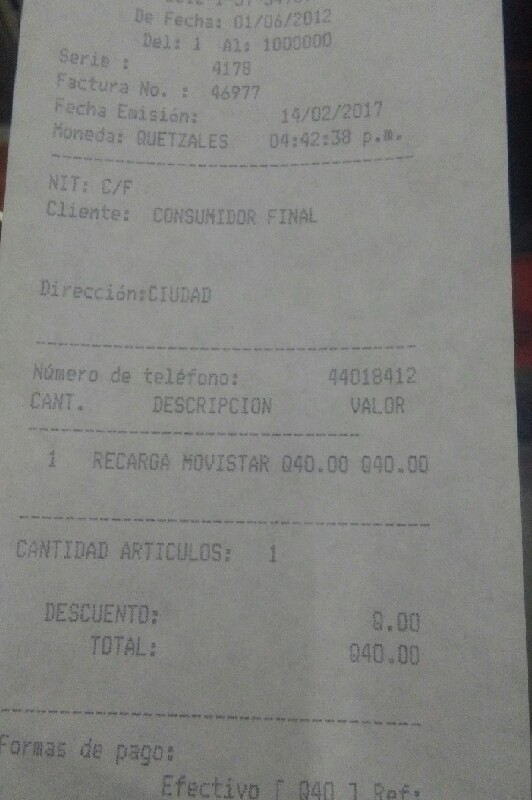 De Fecha: 01/06/2012
Del: 1 Al: 1000000
Serie : 4178
Factura No. : 46977
Fecha Emisión: 14/02/2017
Moneda: QUETZALES 04:42:38 p.m.
NIT: C/F
Cliente: CONSUMIDOR FINAL
Dirección:CIUDAD
Número de teléfono: 44018412
CANT. DESCRIPCION VALOR
1 RECARGA MOVISTAR Q40.00 Q40.00
CANTIDAD ARTICULOS: 1
DESCUENTO: Q.00
TOTAL: Q40.00
Formas de pago:
Efectivo [ Q40 ] Ref: